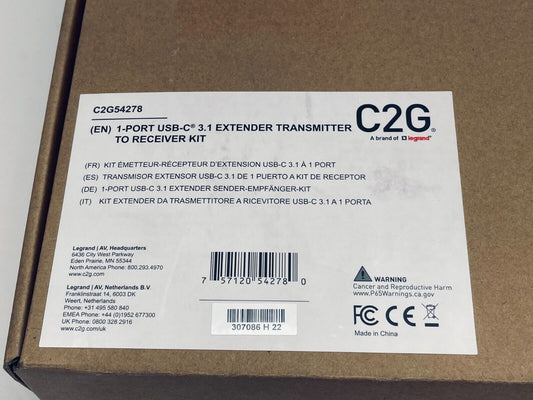 C2G54278
(EN) 1-PORT USB-C® 3.1 EXTENDER TRANSMITTER
TO RECEIVER KIT
C2G®
A brand of legrand®
(FR) KIT ÉMETTEUR-RÉCEPTEUR D'EXTENSION USB-C 3.1 À 1 PORT
(ES) TRANSMISOR EXTENSOR USB-C 3.1 DE 1 PUERTO A KIT DE RECEPTOR
(DE) 1-PORT USB-C 3.1 EXTENDER SENDER-EMPFÄNGER-KIT
(IT) KIT EXTENDER DA TRASMETTITORE A RICEVITORE USB-C 3.1 A 1 PORTA
Legrand | AV, Headquarters
6436 City West Parkway
Eden Prairie, MN 55344
North America Phone: 800.293.4970
www.c2g.com
Legrand | AV, Netherlands B.V
Franklinstraat 14, 6003 DK
Weert, Netherlands
Phone: +31 495 580 840
EMEA Phone: +44 (0)1952 677300
UK Phone: 0800 328 2916
www.c2g.com/uk
7 57120 54278 0
307086 H 22
WARNING
Cancer and Reproductive Harm
www.P65Warnings.ca.gov
FC CE
Made in China